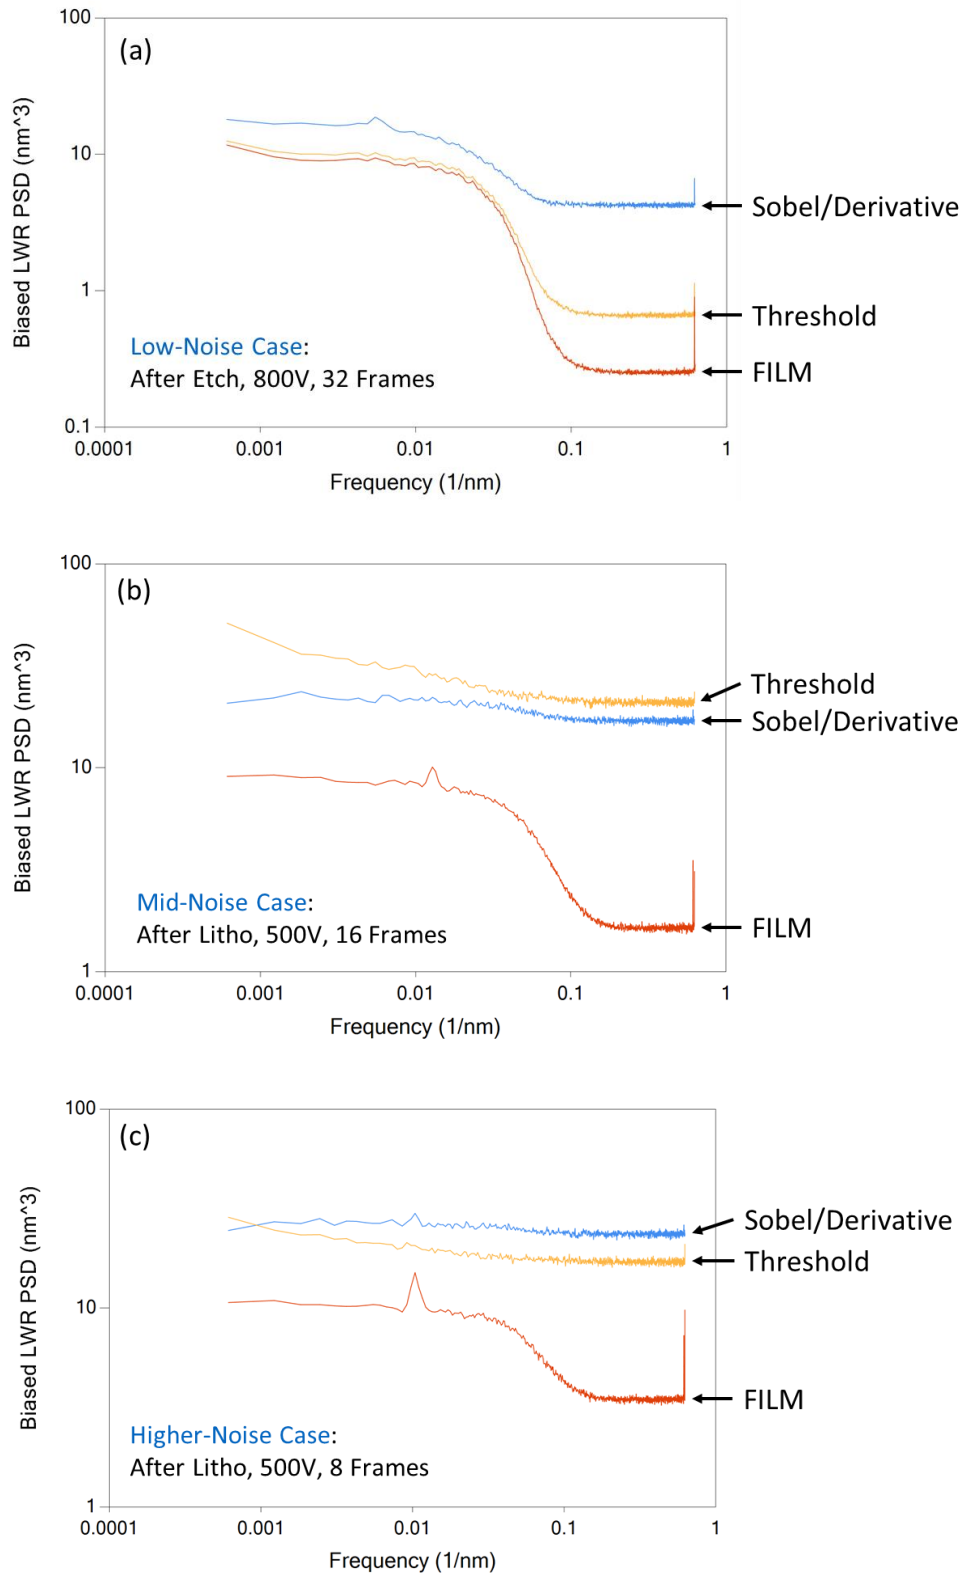 (a)
100
10
1
0.1
Biased LWR PSD (nm^3)
Sobel/Derivative
Threshold
FILM
Low-Noise Case:
After Etch, 800V, 32 Frames
0.0001 0.001 0.01 0.1 1
Frequency (1/nm)
(b)
100
10
1
Biased LWR PSD (nm^3)
Threshold
Sobel/Derivative
FILM
Mid-Noise Case:
After Litho, 500V, 16 Frames
0.0001 0.001 0.01 0.1 1
Frequency (1/nm)
(c)
100
10
1
Biased LWR PSD (nm^3)
Sobel/Derivative
Threshold
FILM
Higher-Noise Case:
After Litho, 500V, 8 Frames
0.0001 0.001 0.01 0.1 1
Frequency (1/nm)